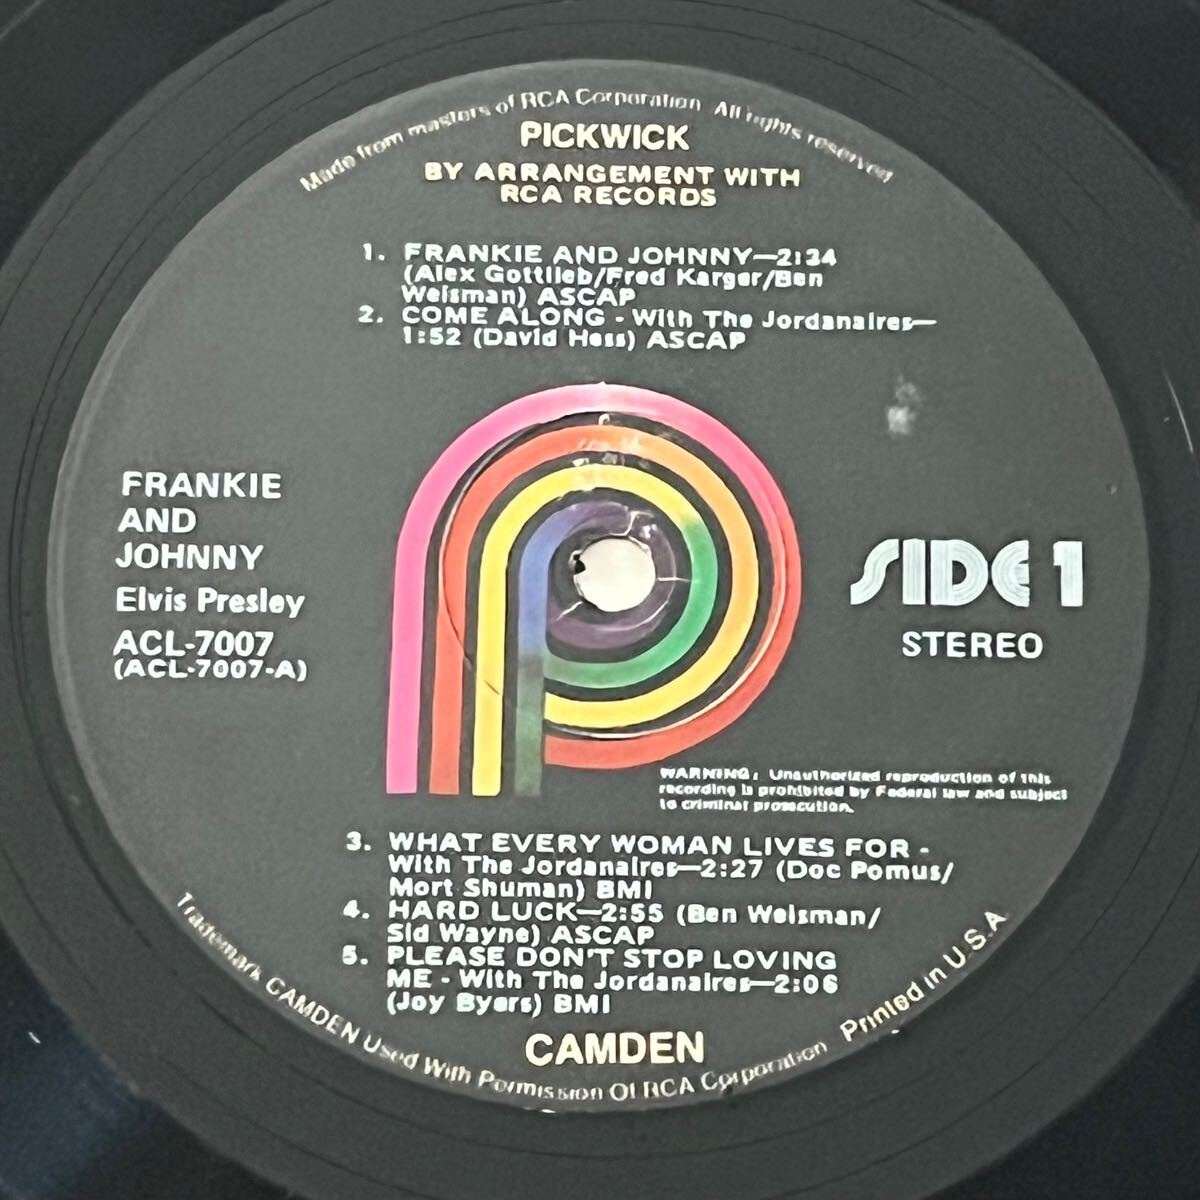 Made from masters of RCA Corporation All rights reserved
PICKWICK
BY ARRANGEMENT WITH
RCA RECORDS
1. FRANKIE AND JOHNNY—2:34
(Alex Gottlieb/Fred Karger/Ben
Weisman) ASCAP
2. COME ALONG - With The Jordanaires—
1:52 (David Hess) ASCAP
FRANKIE
AND
JOHNNY
Elvis Presley
ACL-7007
(ACL-7007-A)
SIDE 1
STEREO
WARNING: Unauthorized reproduction of this
recording is prohibited by Federal law and subject
to criminal prosecution.
3. WHAT EVERY WOMAN LIVES FOR -
With The Jordanaires—2:27 (Doc Pomus/
Mort Shuman) BMI
4. HARD LUCK—2:55 (Ben Weisman/
Sid Wayne) ASCAP
5. PLEASE DON'T STOP LOVING
ME - With The Jordanaires—2:06
(Joy Byers) BMI
CAMDEN
Trademark CAMDEN Used With Permission Of RCA Corporation Printed in U.S.A.